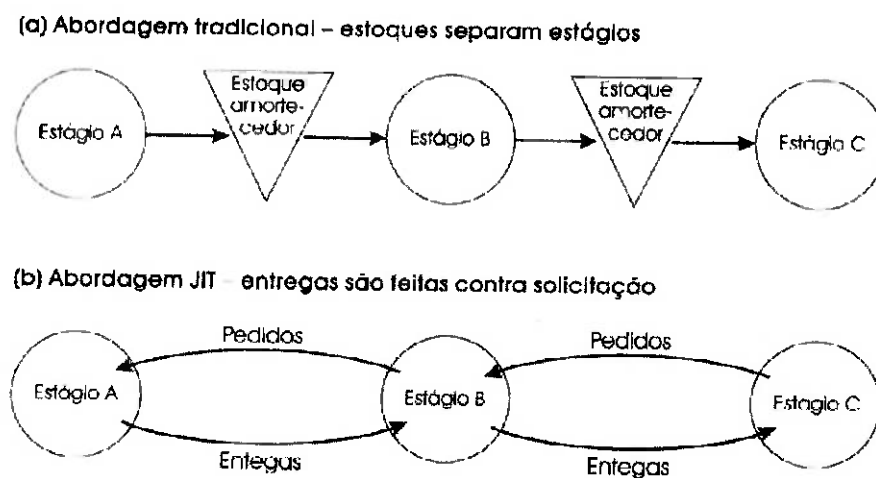 (a) Abordagem tradicional – estoques separam estágios
Estágio A
Estoque
amorte-
cedor
Estágio B
Estoque
amorte-
cedor
Estágio C
(b) Abordagem JIT – entregas são feitas contra solicitação
Pedidos
Pedidos
Estágio A
Estágio B
Estagio C
Entegas
Entegas